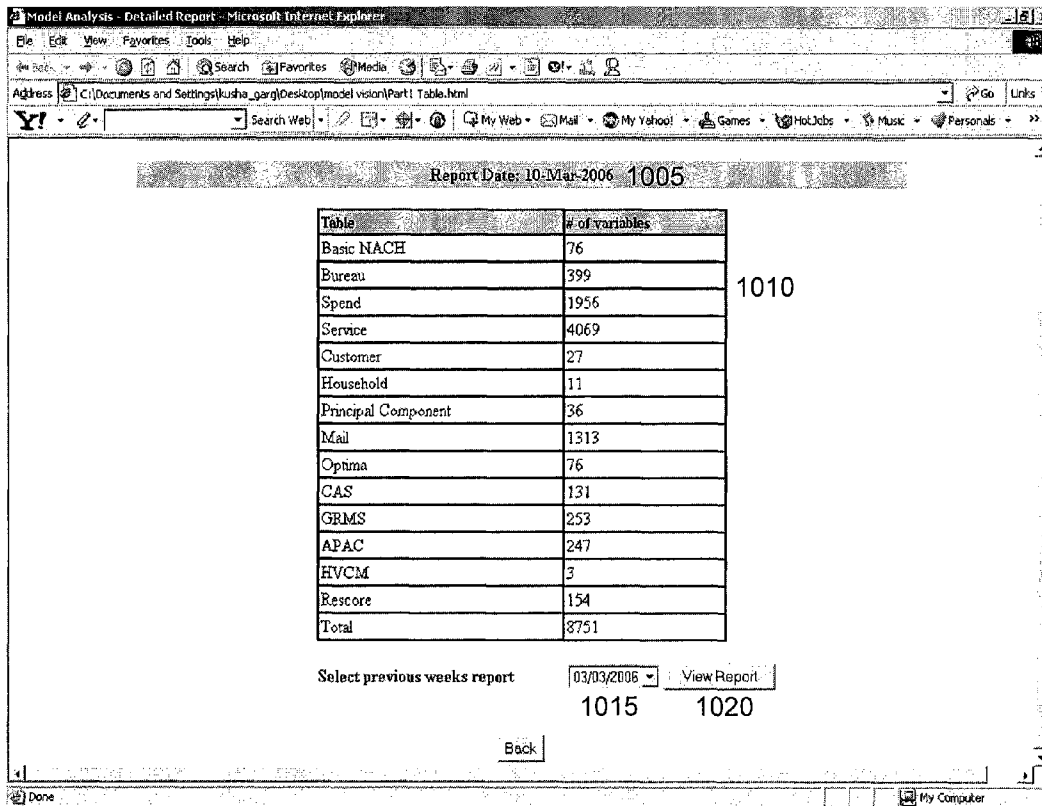 Model Analysis - Detailed Report - Microsoft Internet Explorer
File Edit View Favorites Tools Help
Back Search Favorites Media
Address C:\Documents and Settings\kusha_garg\Desktop\model vision\Part1 Table.html Go Links
Y! Search Web My Web Mail My Yahoo! Games HotJobs Music Personals »
Report Date: 10-Mar-2006 1005
Table # of variables
Basic NACH 76
Bureau 399
1010
Spend 1956
Service 4069
Customer 27
Household 11
Principal Component 36
Mail 1313
Optima 76
CAS 131
GRMS 253
APAC 247
HVCM 3
Rescore 154
Total 8751
Select previous weeks report 03/03/2006 View Report
1015 1020
Back
Done My Computer